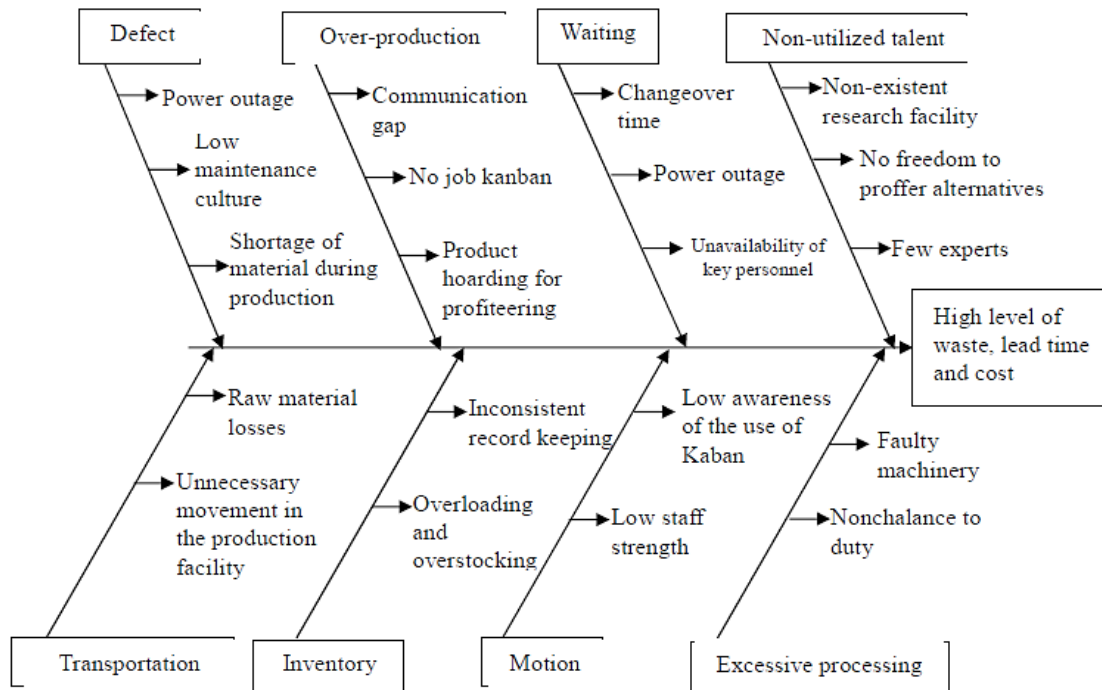 Defect
Over-production
Waiting
Non-utilized talent
Power outage
Low
maintenance
culture
Shortage of
material during
production
Communication
gap
No job kanban
Product
hoarding for
profiteering
Changeover
time
Power outage
Unavailability of
key personnel
Non-existent
research facility
No freedom to
proffer alternatives
Few experts
High level of
waste, lead time
and cost
Raw material
losses
Unnecessary
movement in
the production
facility
Inconsistent
record keeping
Overloading
and
overstocking
Low awareness
of the use of
Kaban
Low staff
strength
Faulty
machinery
Nonchalance to
duty
Transportation
Inventory
Motion
Excessive processing